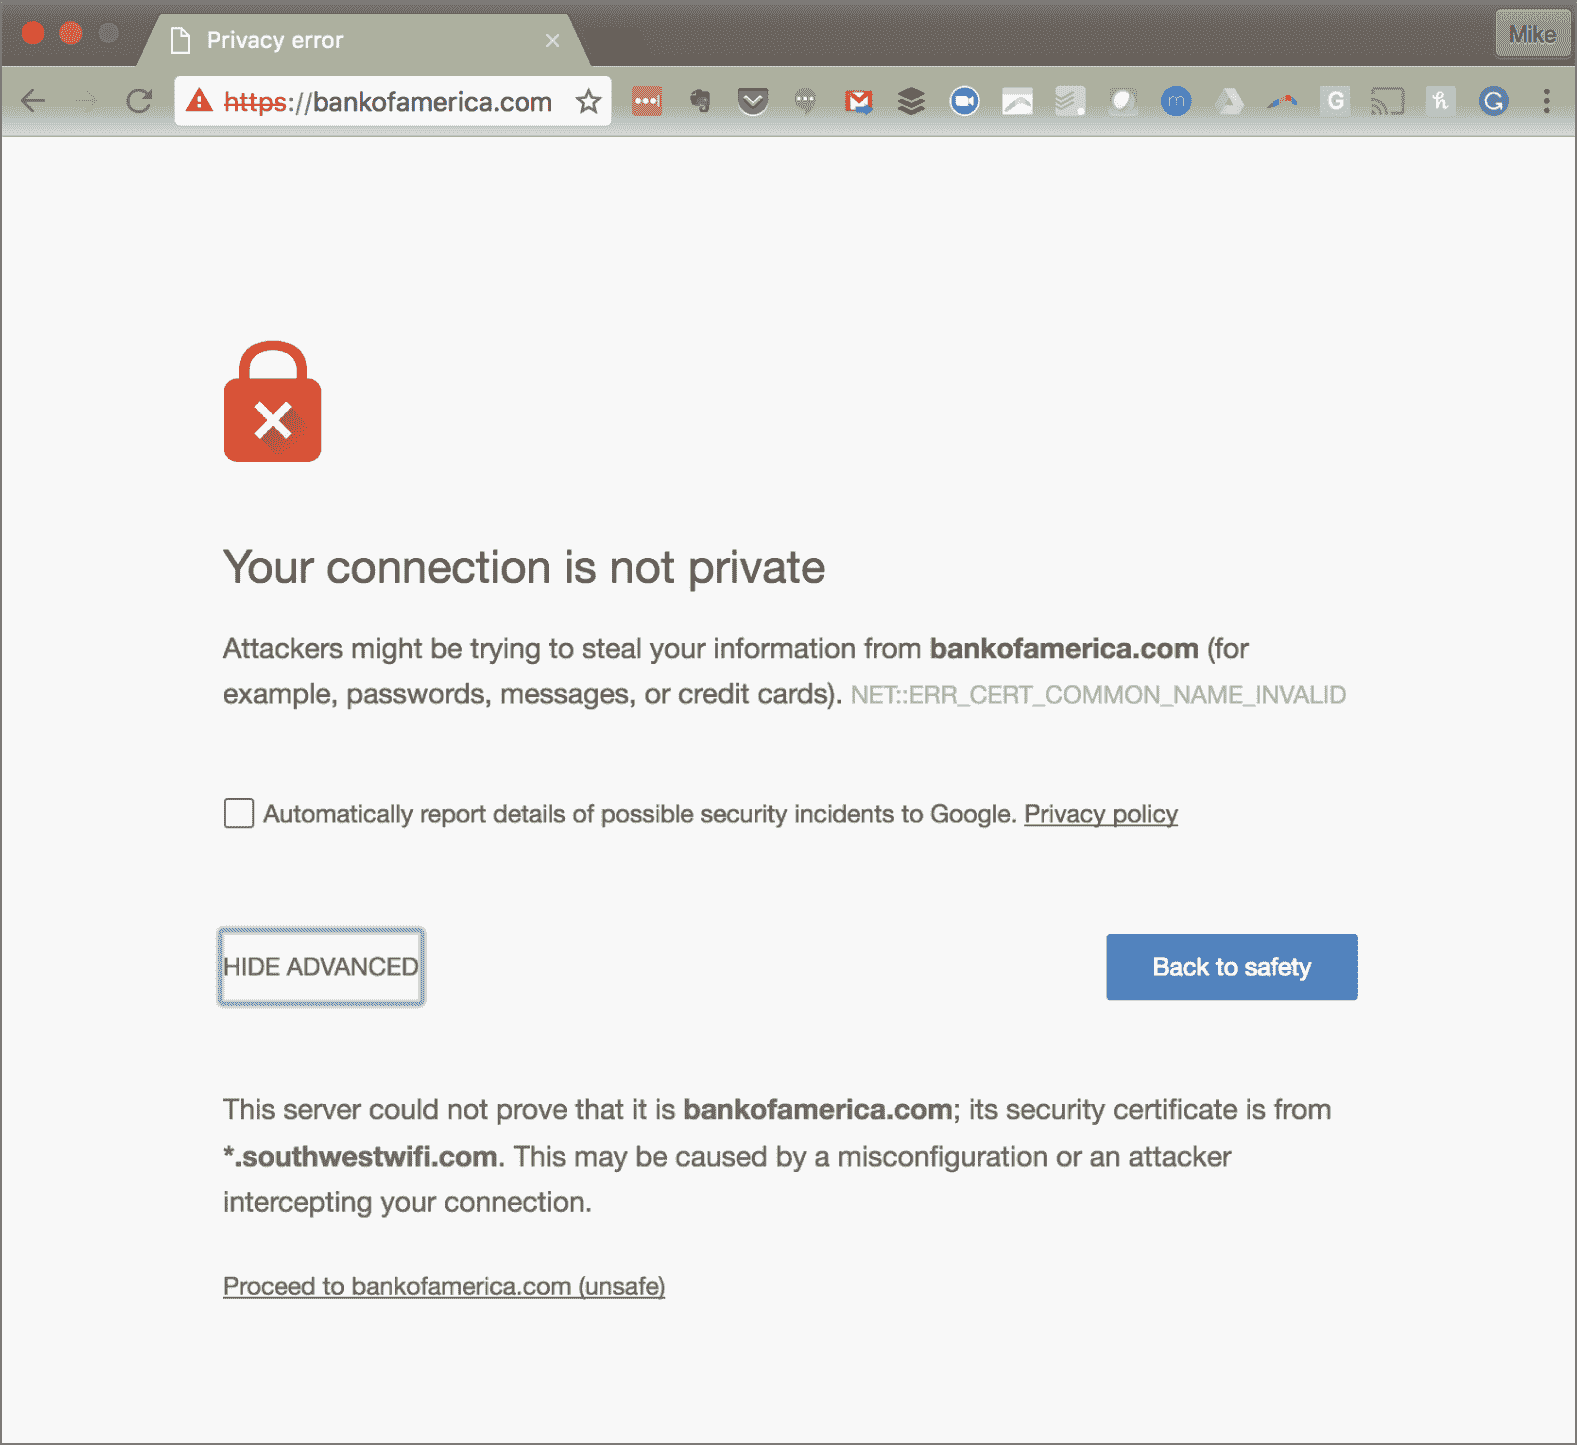 Privacy error
Mike
https://bankofamerica.com
Your connection is not private
Attackers might be trying to steal your information from bankofamerica.com (for
example, passwords, messages, or credit cards). NET::ERR_CERT_COMMON_NAME_INVALID
Automatically report details of possible security incidents to Google. Privacy policy
HIDE ADVANCED
Back to safety
This server could not prove that it is bankofamerica.com; its security certificate is from
*.southwestwifi.com. This may be caused by a misconfiguration or an attacker
intercepting your connection.
Proceed to bankofamerica.com (unsafe)